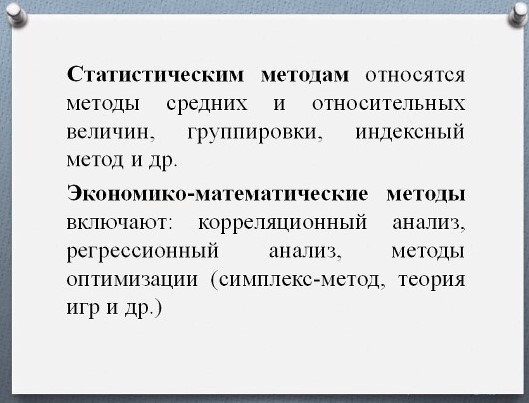 Статистическим методам относятся
методы средних и относительных
величин, группировки, индексный
метод и др.
Экономико-математические методы
включают: корреляционный анализ,
регрессионный анализ, методы
оптимизации (симплекс-метод, теория
игр и др.)